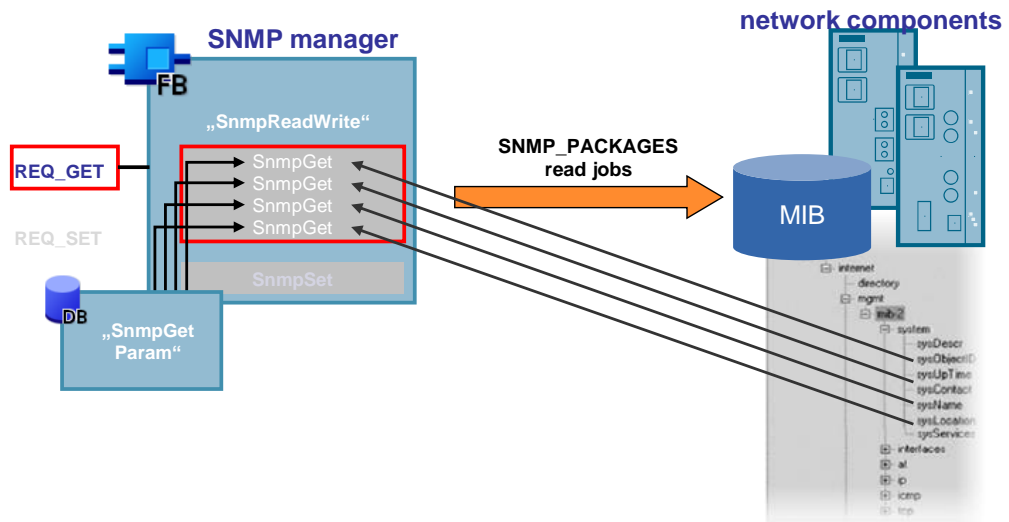 network components
SNMP manager
FB
„SnmpReadWrite“
SNMP_PACKAGES
read jobs
REQ_GET
SnmpGet
SnmpGet
SnmpGet
SnmpGet
MIB
REQ_SET
SnmpSet
DB
„SnmpGet
Param“
internet
directory
mgmt
mib-2
system
sysDescr
sysObjectID
sysUpTime
sysContact
sysName
sysLocation
sysServices
interfaces
at
ip
icmp
tcp